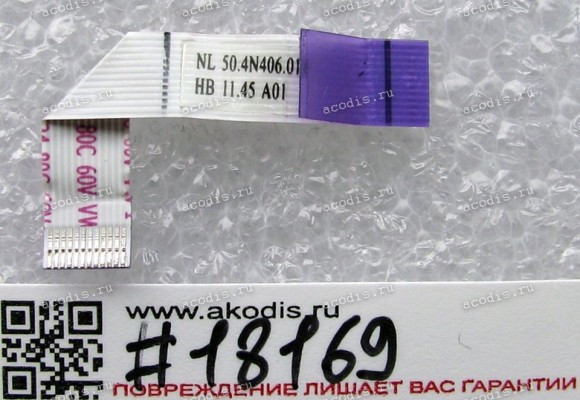 NL 50.4N406.01
HB 11.45 A01
80C 60V VW
www.akodis.ru
#18169
ПОВРЕЖДЕНИЕ ЛИШАЕТ ВАС ГАРАНТИИ
acodis.ru